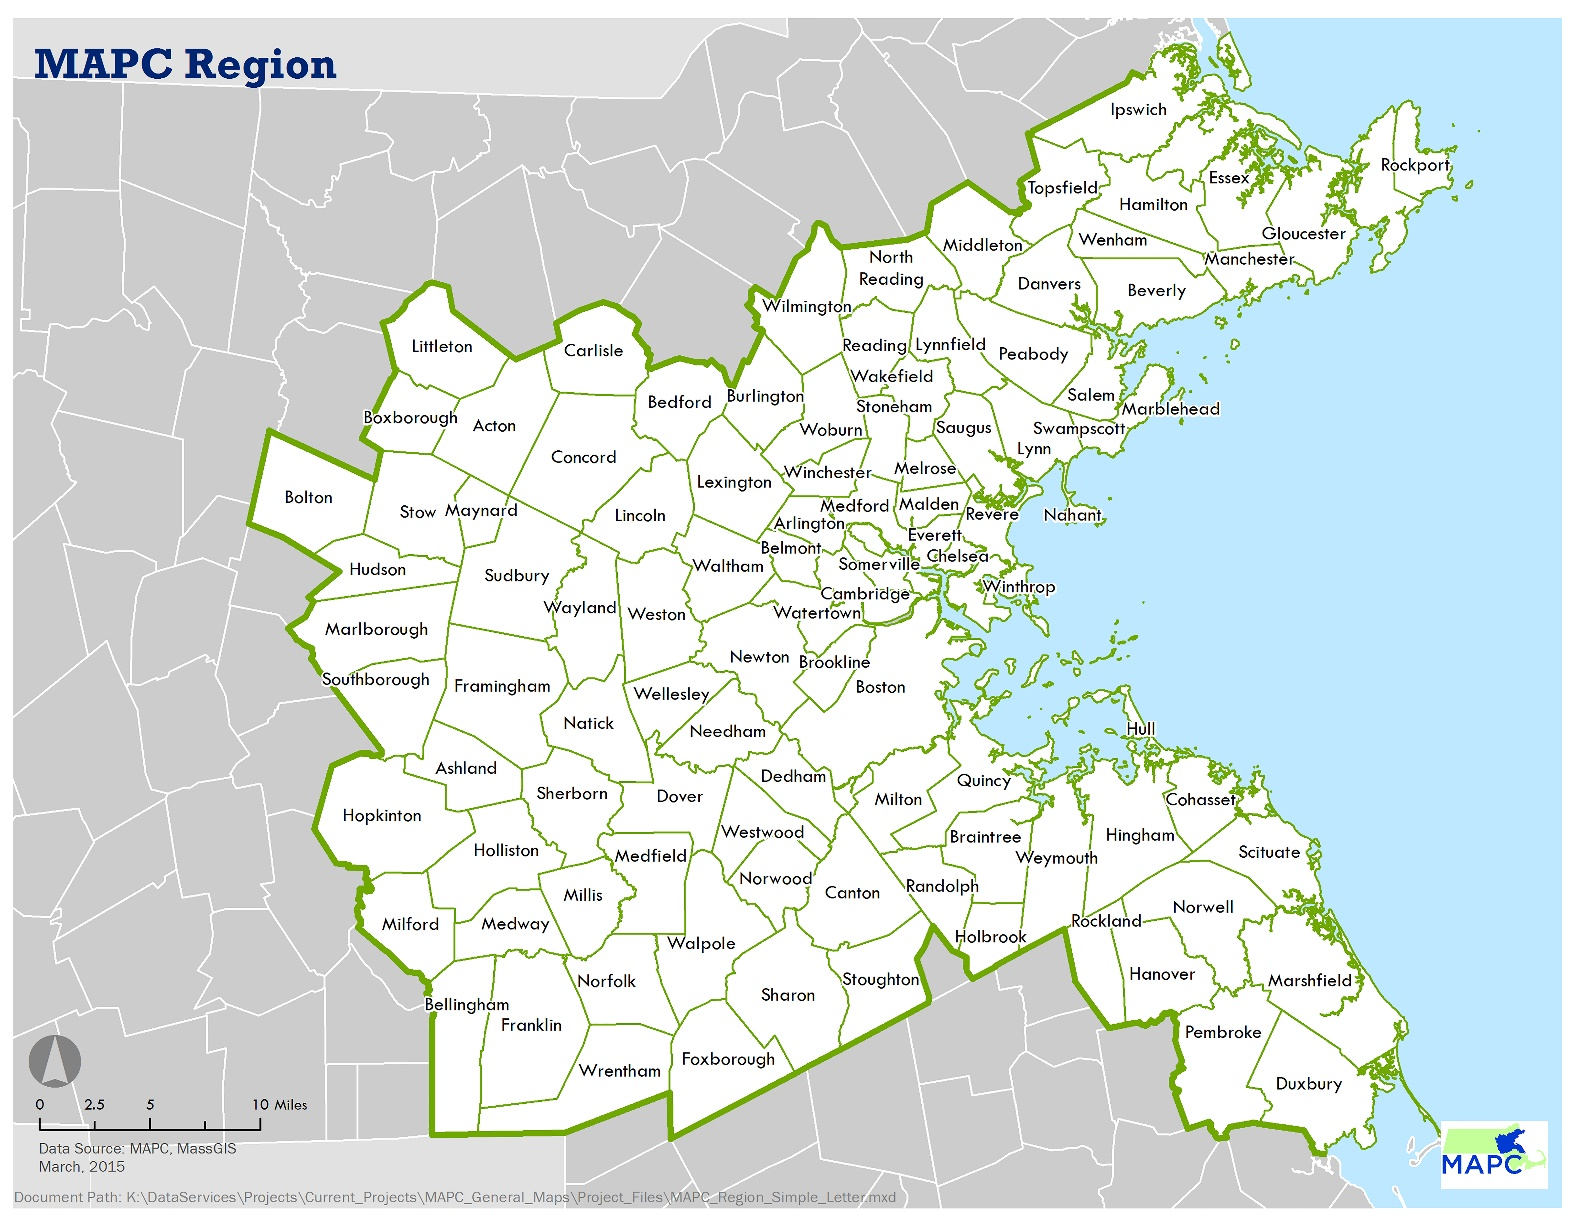 MAPC Region
Ipswich
Rockport
Essex
Topsfield
Hamilton
Gloucester
Wenham
Middleton
Manchester
North
Reading
Danvers
Beverly
Wilmington
Littleton
Carlisle
Reading
Lynnfield
Peabody
Wakefield
Salem
Burlington
Bedford
Stoneham
Marblehead
Boxborough
Acton
Woburn
Saugus
Swampscott
Lynn
Concord
Winchester
Melrose
Lexington
Bolton
Stow
Maynard
Lincoln
Medford
Malden
Revere
Nahant
Arlington
Everett
Belmont
Chelsea
Somerville
Hudson
Sudbury
Waltham
Winthrop
Cambridge
Wayland
Weston
Watertown
Marlborough
Newton
Brookline
Southborough
Framingham
Wellesley
Boston
Natick
Needham
Hull
Ashland
Dedham
Quincy
Sherborn
Dover
Milton
Cohasset
Hopkinton
Westwood
Braintree
Hingham
Holliston
Medfield
Weymouth
Scituate
Norwood
Millis
Canton
Randolph
Norwell
Milford
Medway
Rockland
Holbrook
Walpole
Hanover
Norfolk
Stoughton
Marshfield
Sharon
Bellingham
Franklin
Pembroke
Foxborough
Wrentham
Duxbury
0 2.5 5 10 Miles
Data Source: MAPC, MassGIS
March, 2015
MAPC
Document Path: K:\DataServices\Projects\Current_Projects\MAPC_General_Maps\Project_Files\MAPC_Region_Simple_Letter.mxd